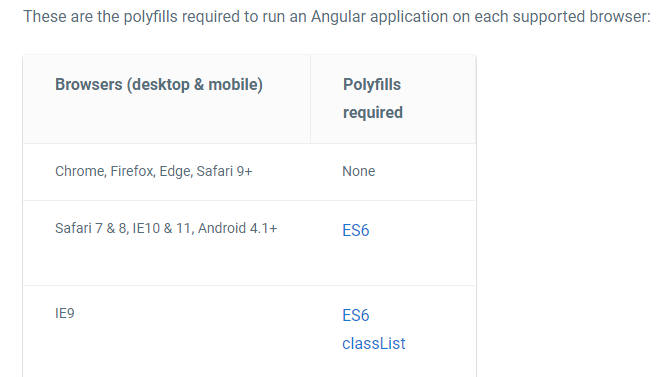 These are the polyfills required to run an Angular application on each supported browser:
Browsers (desktop & mobile)
Polyfills
required
Chrome, Firefox, Edge, Safari 9+
None
Safari 7 & 8, IE10 & 11, Android 4.1+
ES6
IE9
ES6
classList